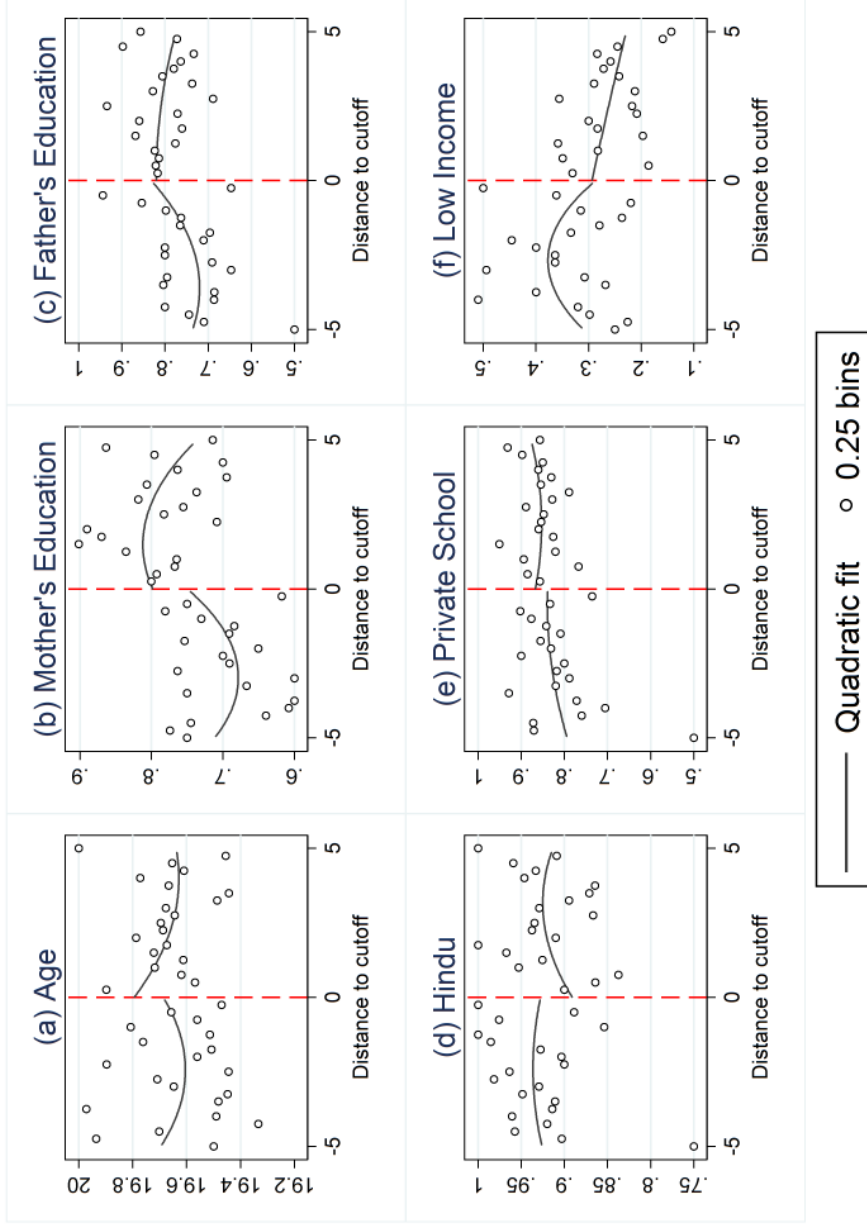 (a) Age
20
19.8
19.6
19.4
19.2
-5 0 5
Distance to cutoff
(b) Mother's Education
.9
.8
.7
.6
-5 0 5
Distance to cutoff
(c) Father's Education
1
.9
.8
.7
.6
.5
-5 0 5
Distance to cutoff
(d) Hindu
1
.95
.9
.85
.8
.75
-5 0 5
Distance to cutoff
(e) Private School
1
.9
.8
.7
.6
.5
-5 0 5
Distance to cutoff
(f) Low Income
.5
.4
.3
.2
.1
-5 0 5
Distance to cutoff
Quadratic fit 0.25 bins